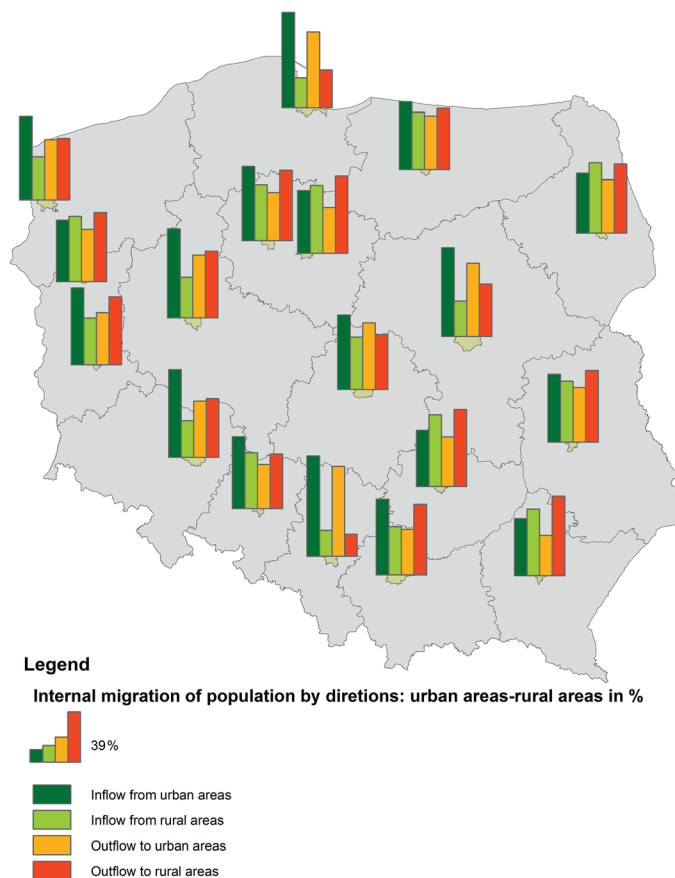 Legend
Internal migration of population by diretions: urban areas-rural areas in %
39%
Inflow from urban areas
Inflow from rural areas
Outflow to urban areas
Outflow to rural areas